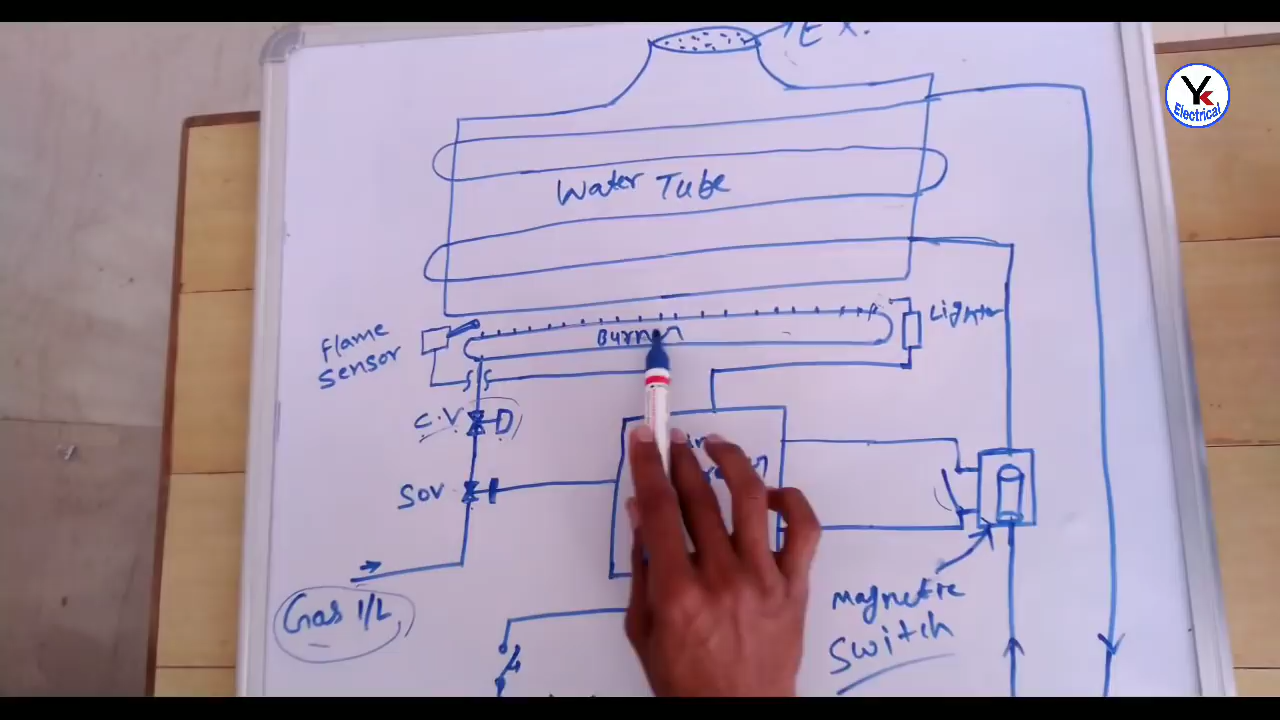 Ex.
YK
Electrical
Water Tube
Burner
Lighter
Flame
Sensor
C.V
D
SOV
Gas I/L
Magnetic
Switch